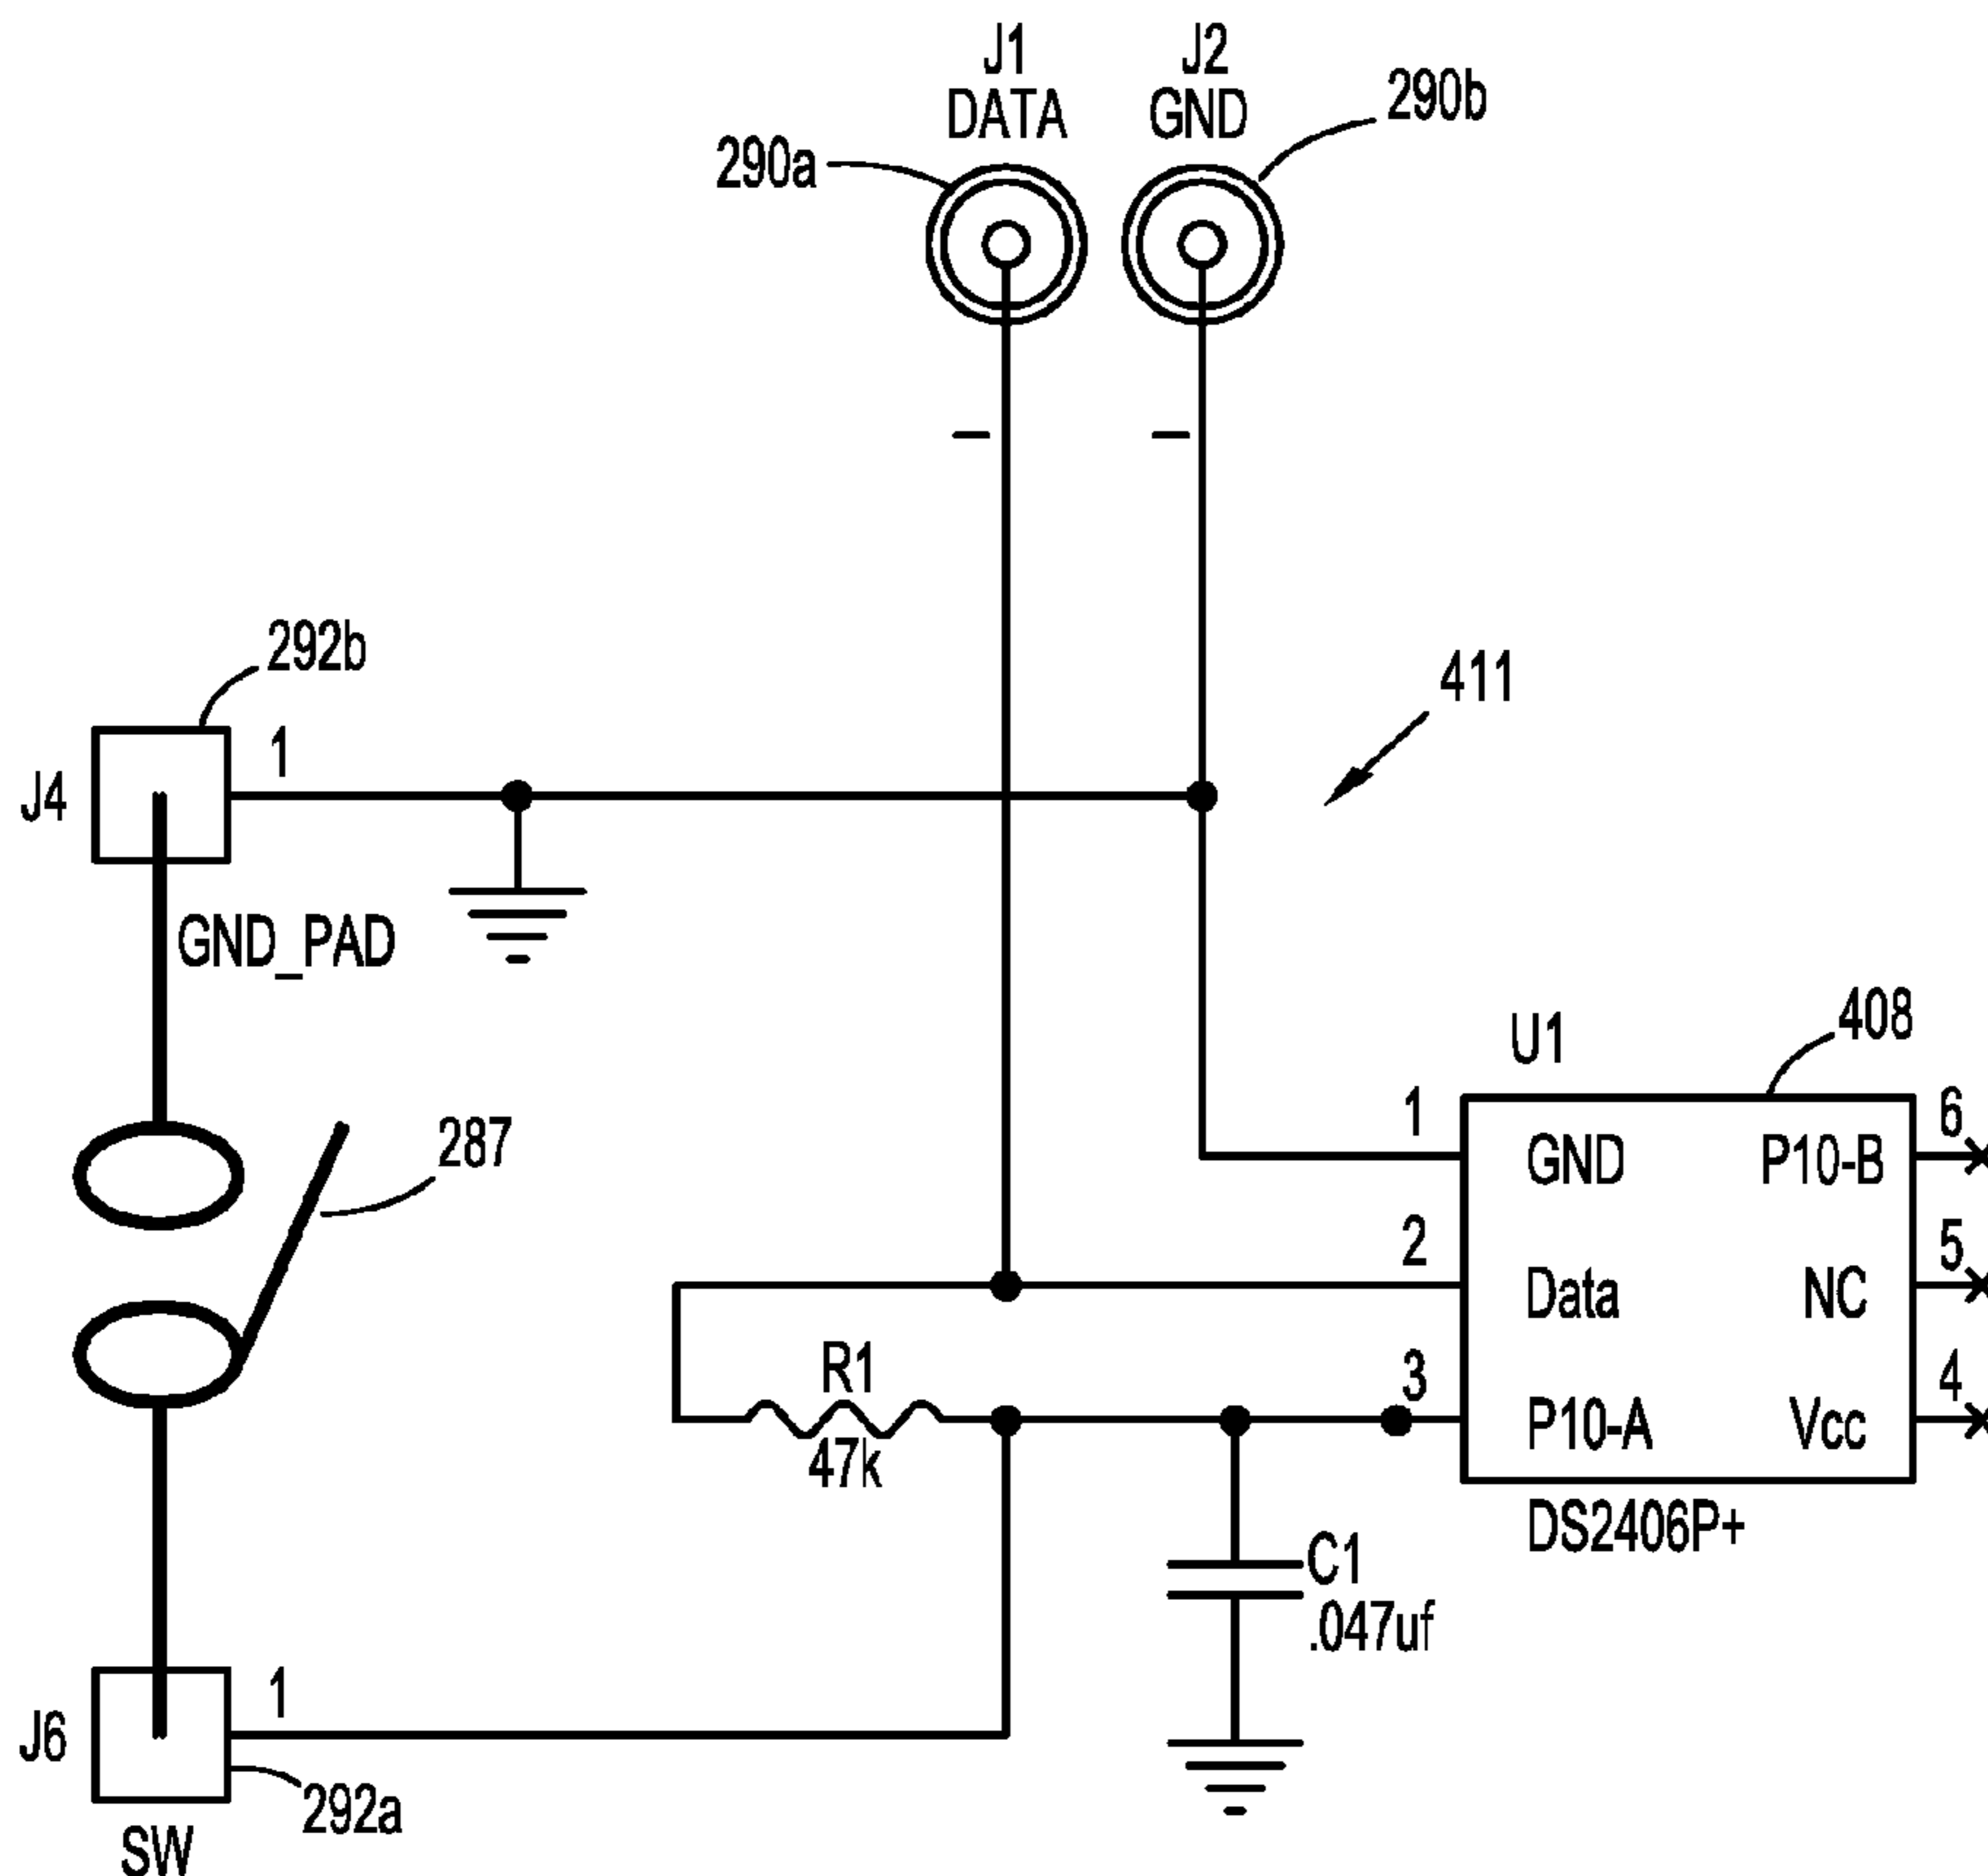 J1
DATA
J2
GND
290a
290b
292b
411
J4
1
GND_PAD
287
U1
408
1
GND
P10-B
6
2
Data
NC
5
3
P10-A
Vcc
4
R1
47k
DS2406P+
C1
.047uf
J6
1
292a
SW